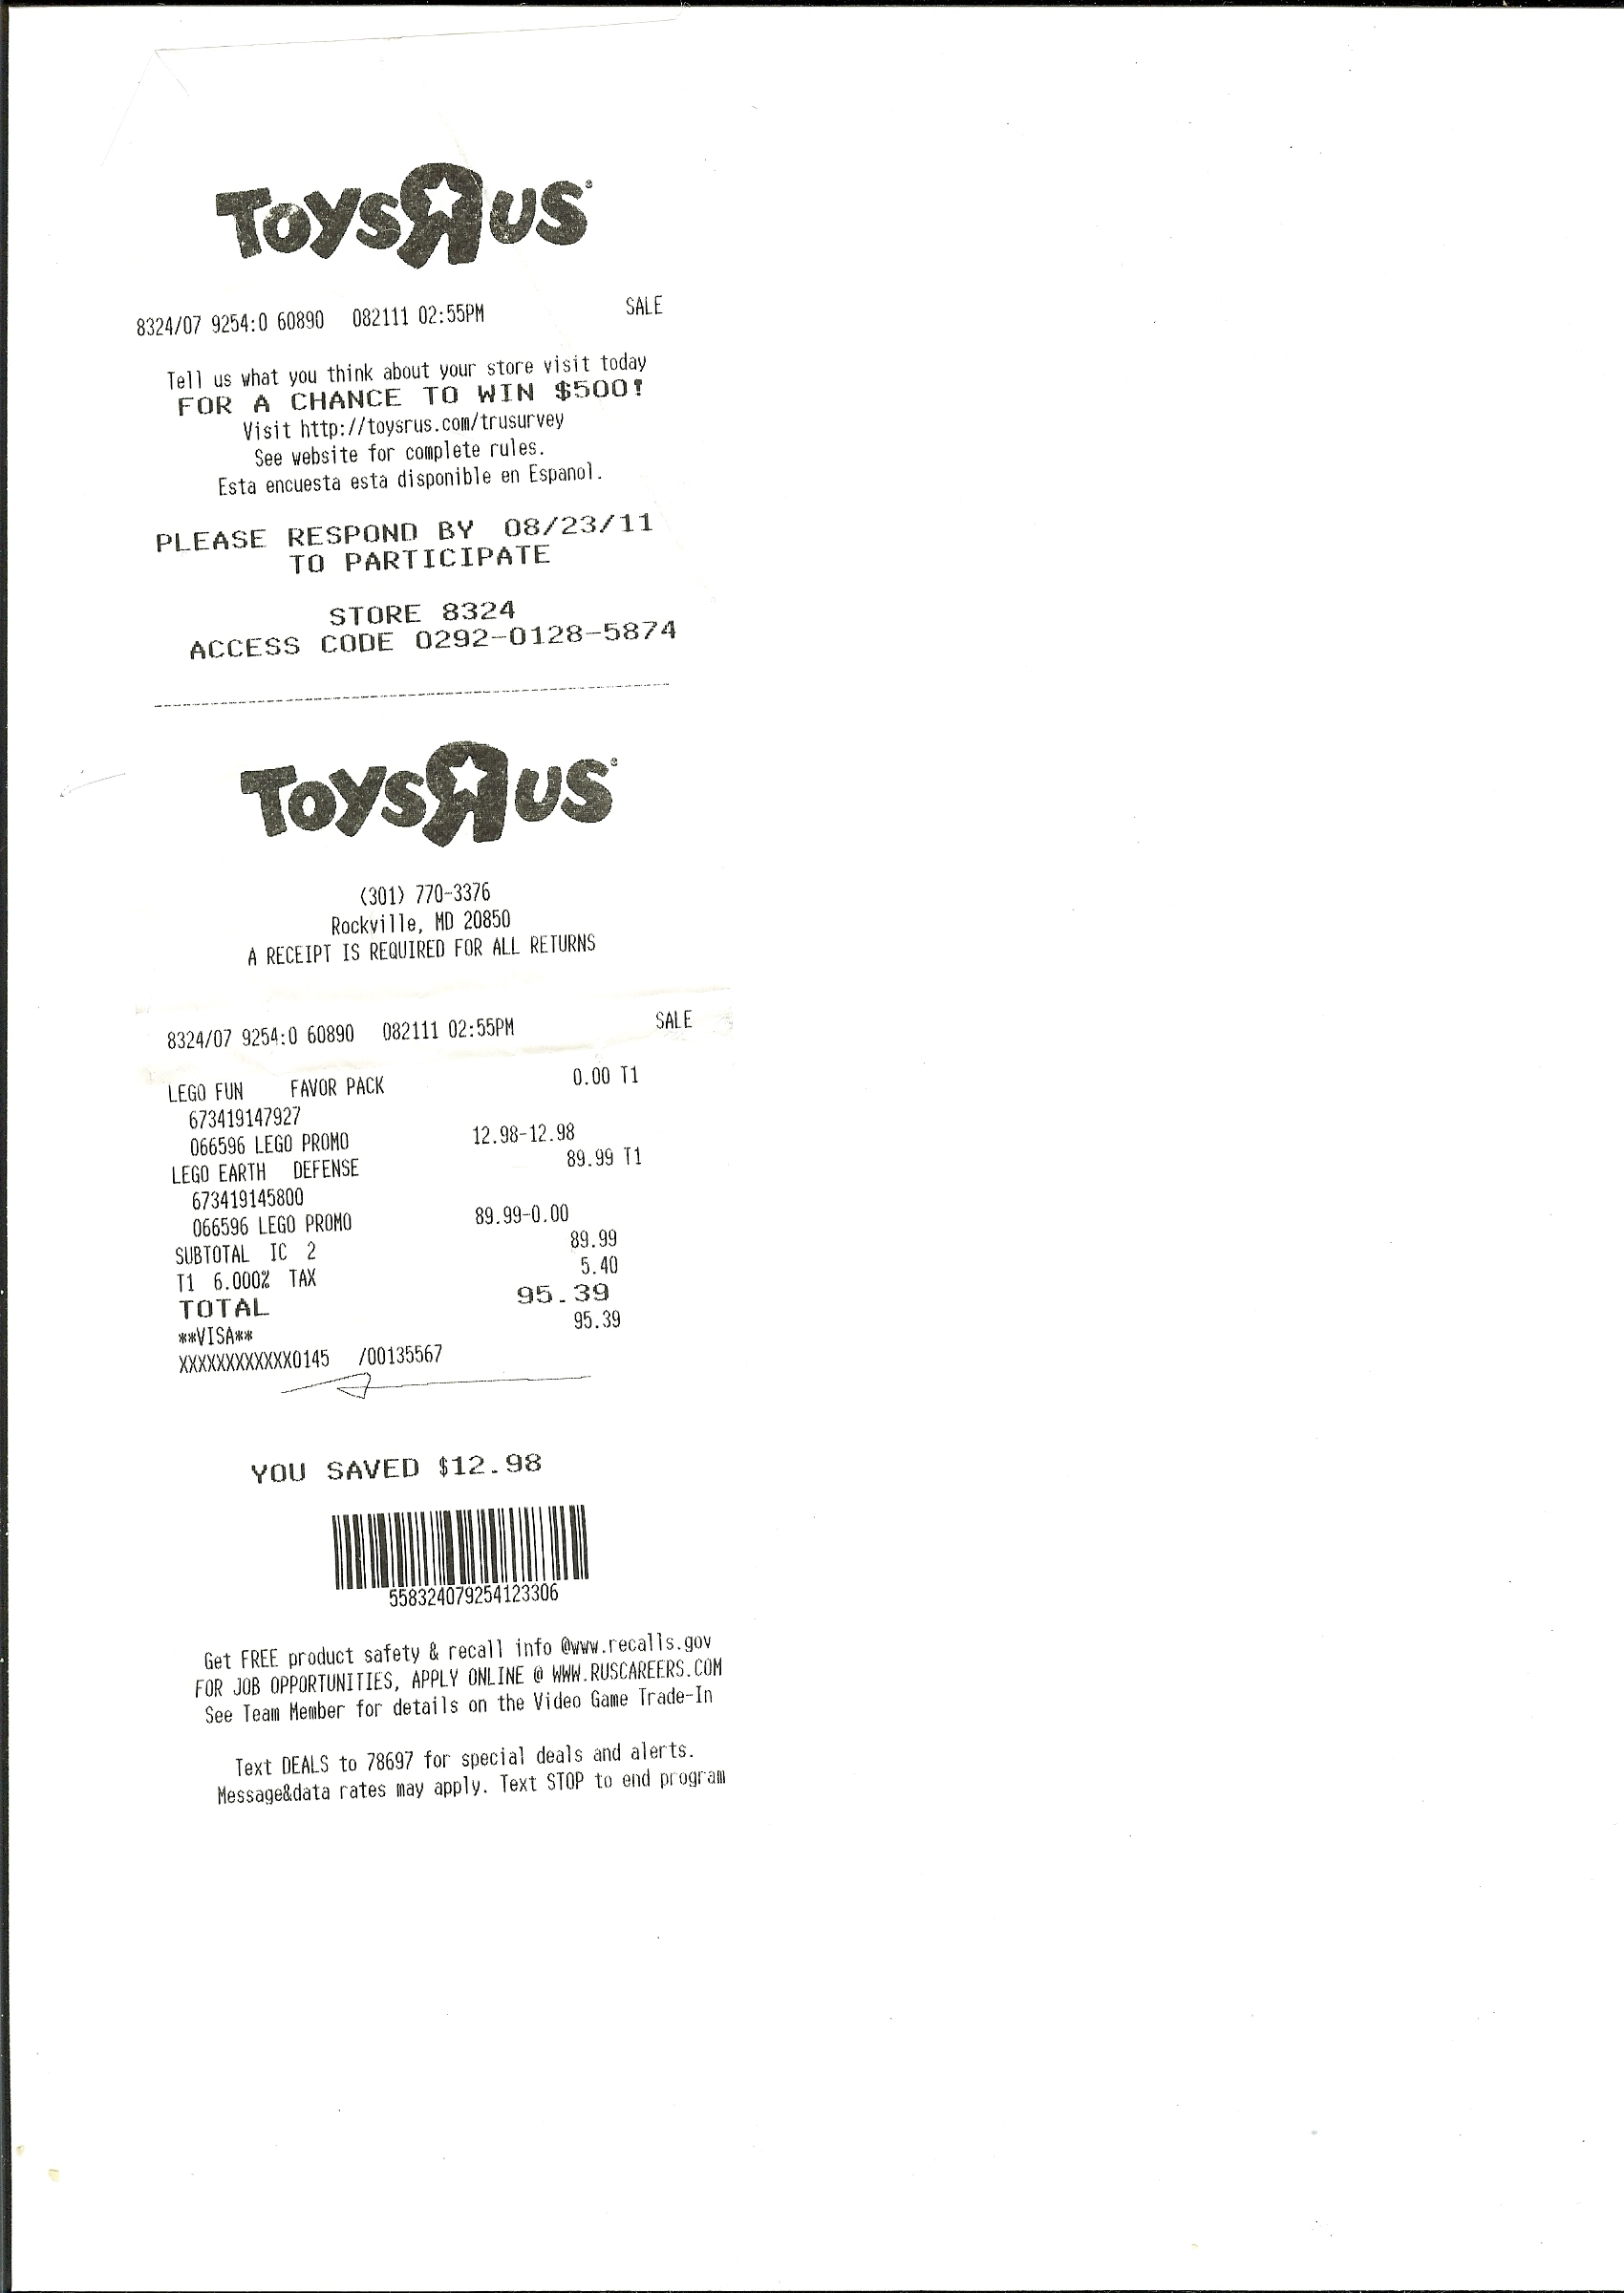 TOYSRUS®
8324/07 9254:0 60890 082111 02:55PM SALE
Tell us what you think about your store visit today
FOR A CHANCE TO WIN $500!
Visit http://toysrus.com/trusurvey
See website for complete rules.
Esta encuesta esta disponible en Espanol.
PLEASE RESPOND BY 08/23/11
TO PARTICIPATE
STORE 8324
ACCESS CODE 0292-0128-5874
TOYSRUS®
(301) 770-3376
Rockville, MD 20850
A RECEIPT IS REQUIRED FOR ALL RETURNS
8324/07 9254:0 60890 082111 02:55PM SALE
LEGO FUN FAVOR PACK 0.00 T1
673419147927
066596 LEGO PROMO 12.98-12.98
LEGO EARTH DEFENSE 89.99 T1
673419145800
066596 LEGO PROMO 89.99-0.00
SUBTOTAL IC 2 89.99
T1 6.000% TAX 5.40
TOTAL 95.39
**VISA** 95.39
XXXXXXXXXXXX0145 /00135567
YOU SAVED $12.98
558324079254123306
Get FREE product safety & recall info @www.recalls.gov
FOR JOB OPPORTUNITIES, APPLY ONLINE @ WWW.RUSCAREERS.COM
See Team Member for details on the Video Game Trade-In
Text DEALS to 78697 for special deals and alerts.
Message&data rates may apply. Text STOP to end program